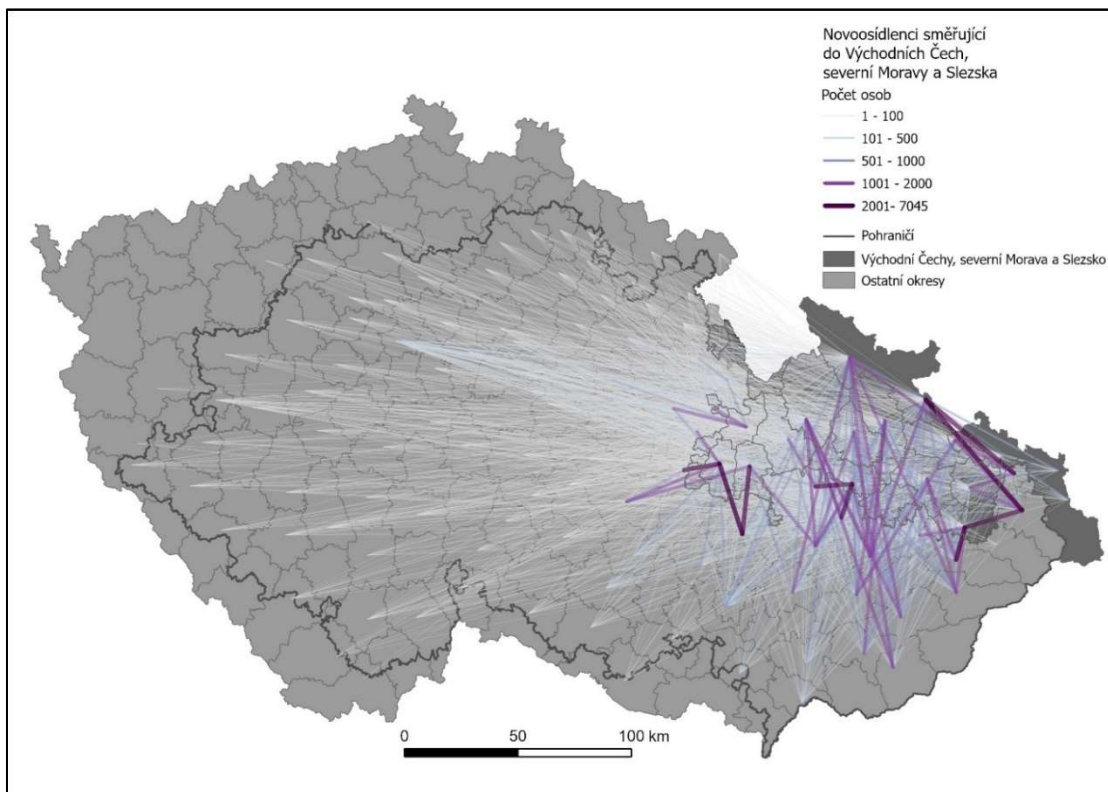 Novoosídlenci směřující
do Východních Čech,
severní Moravy a Slezska
Počet osob
1 - 100
101 - 500
501 - 1000
1001 - 2000
2001- 7045
Pohraničí
Východní Čechy, severní Morava a Slezsko
Ostatní okresy
0 50 100 km